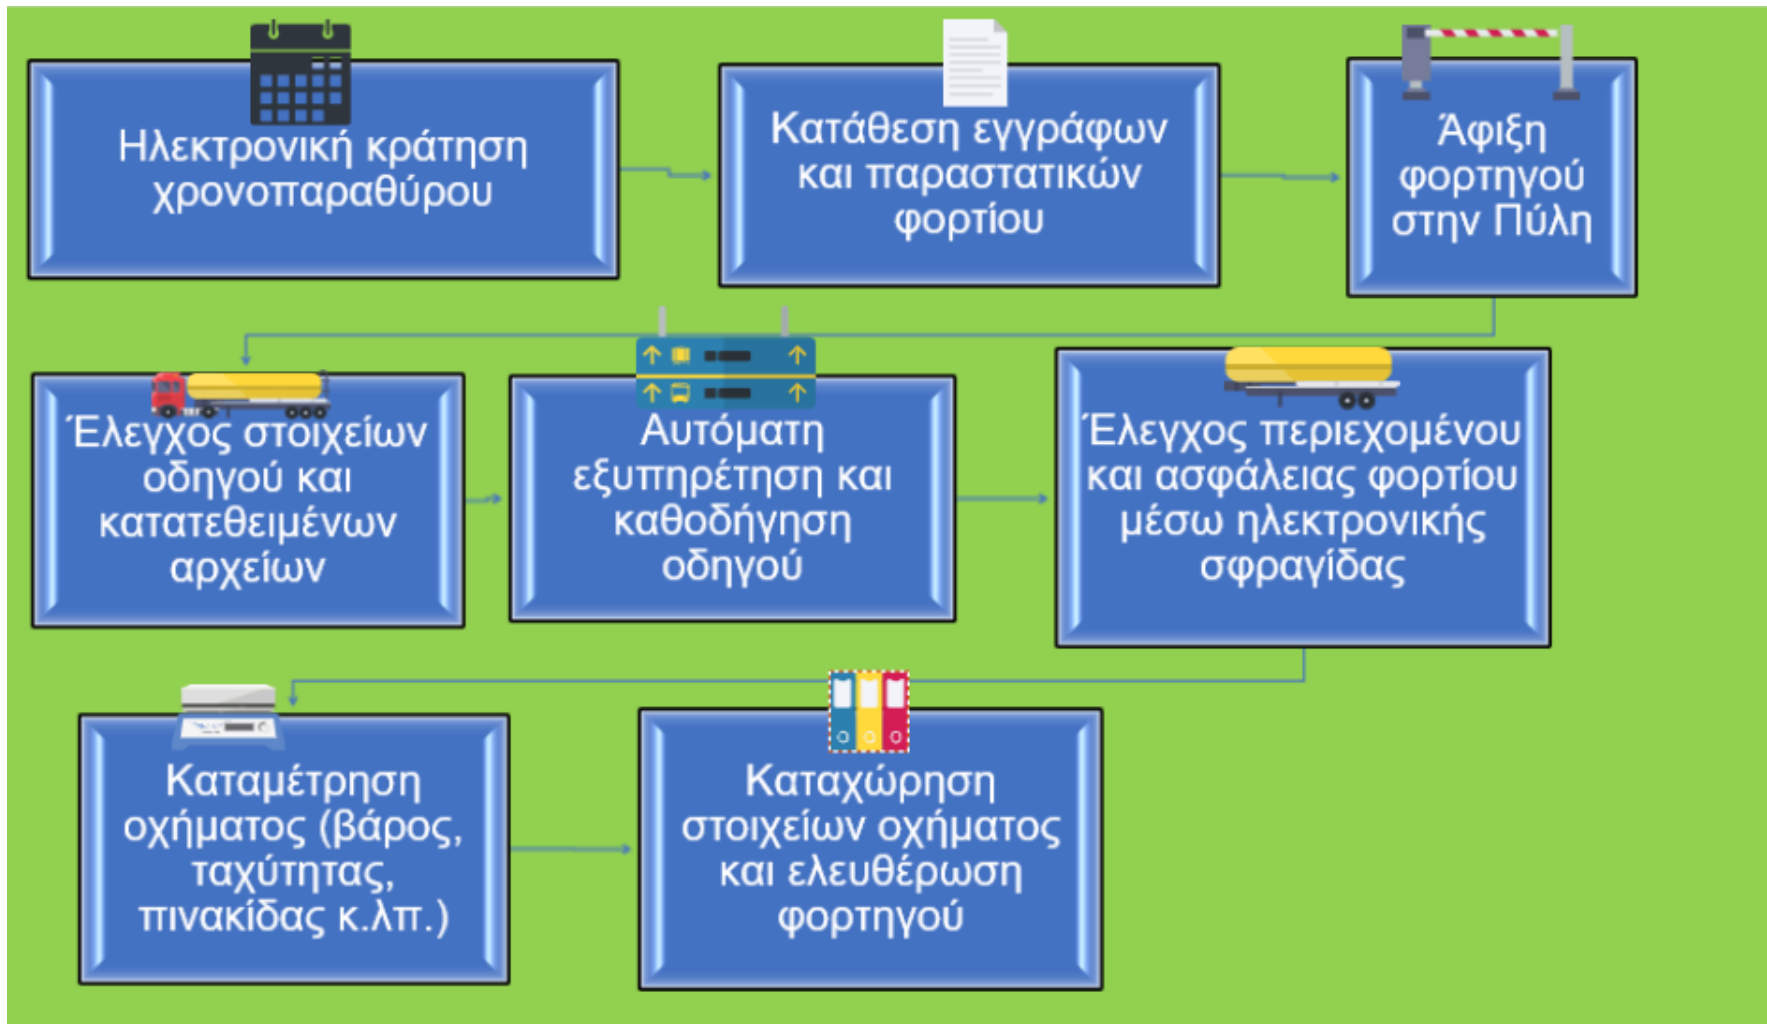 Ηλεκτρονική κράτηση
χρονοπαραθύρου
Κατάθεση εγγράφων
και παραστατικών
φορτίου
Άφιξη
φορτηγού
στην Πύλη
Έλεγχος στοιχείων
οδηγού και
κατατεθειμένων
αρχείων
Αυτόματη
εξυπηρέτηση και
καθοδήγηση
οδηγού
Έλεγχος περιεχομένου
και ασφάλειας φορτίου
μέσω ηλεκτρονικής
σφραγίδας
Καταμέτρηση
οχήματος (βάρος,
ταχύτητας,
πινακίδας κ.λπ.)
Καταχώρηση
στοιχείων οχήματος
και ελευθέρωση
φορτηγού